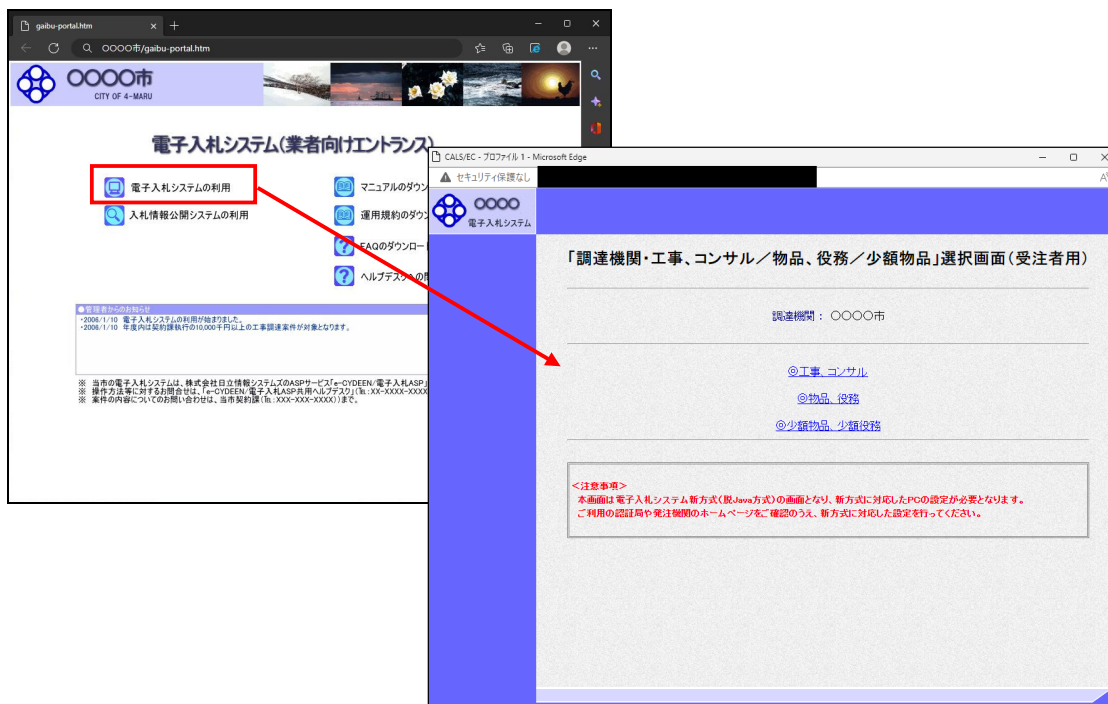 gaibu-portal.htm
OOOO市/gaibu-portal.htm
OOOO市
CITY OF 4-MARU
電子入札システム(業者向けエントランス)
電子入札システムの利用
マニュアルのダウン
入札情報公開システムの利用
運用規約のダウ
FAQのダウンロー
ヘルプデスクへの
●管理者からのお知らせ
・2006/1/10 電子入札システムの利用が始まりました。
・2006/1/10 年度内は契約課執行の10,000千円以上の工事調達案件が対象となります。
※ 当市の電子入札システムは、株式会社日立情報システムズのASPサービス「e-CYDEEN/電子入札ASP」
※ 操作方法等に対するお問合せは、「e-CYDEEN/電子入札ASP共用ヘルプデスク」(℡:XX-XXXX-XXXX
※ 案件の内容についてのお問い合わせは、当市契約課(℡:XXX-XXX-XXXX))まで。
CALS/EC - プロファイル 1 - Microsoft Edge
セキュリティ保護なし
OOOO
電子入札システム
「調達機関・工事、コンサル／物品、役務／少額物品」選択画面(受注者用)
調達機関： ○○○○市
◎工事、コンサル
◎物品、役務
◎少額物品、少額役務
＜注意事項＞
本画面は電子入札システム新方式(脱Java方式)の画面となり、新方式に対応したPCの設定が必要となります。
ご利用の認証局や発注機関のホームページをご確認のうえ、新方式に対応した設定を行ってください。